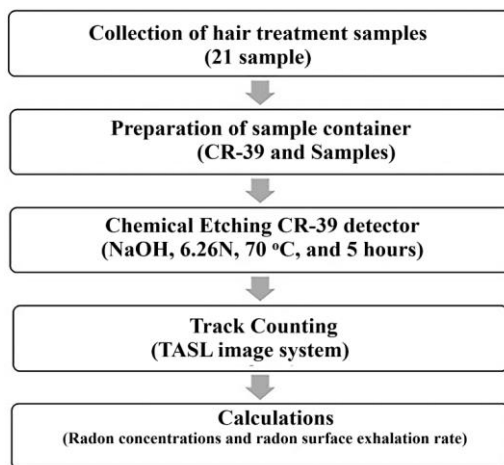 Collection of hair treatment samples
(21 sample)
Preparation of sample container
(CR-39 and Samples)
Chemical Etching CR-39 detector
(NaOH, 6.26N, 70 °C, and 5 hours)
Track Counting
(TASL image system)
Calculations
(Radon concentrations and radon surface exhalation rate)